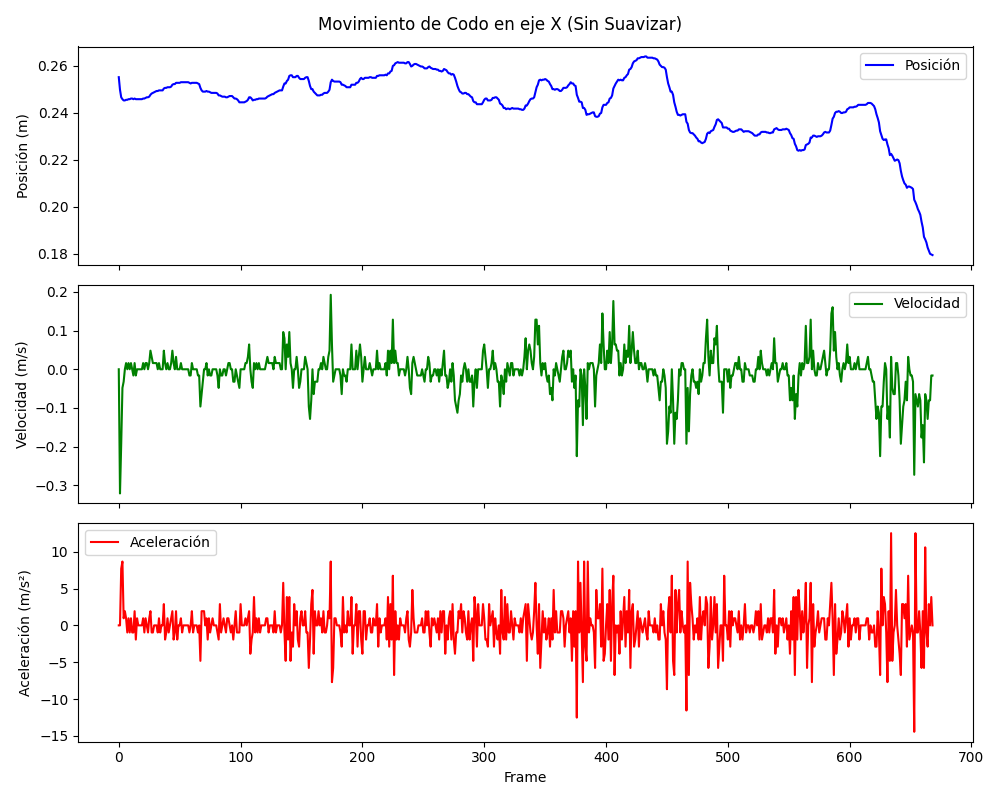 Movimiento de Codo en eje X (Sin Suavizar)
Posición (m)
0.26
0.24
0.22
0.20
0.18
Posición
Velocidad (m/s)
0.2
0.1
0.0
−0.1
−0.2
−0.3
Velocidad
Aceleración (m/s²)
10
5
0
−5
−10
−15
Aceleración
0 100 200 300 400 500 600 700
Frame